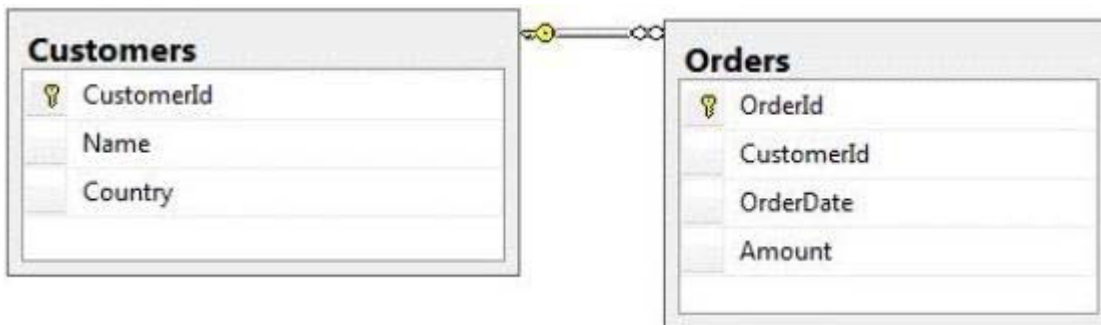 Customers
CustomerId
Name
Country
Orders
OrderId
CustomerId
OrderDate
Amount